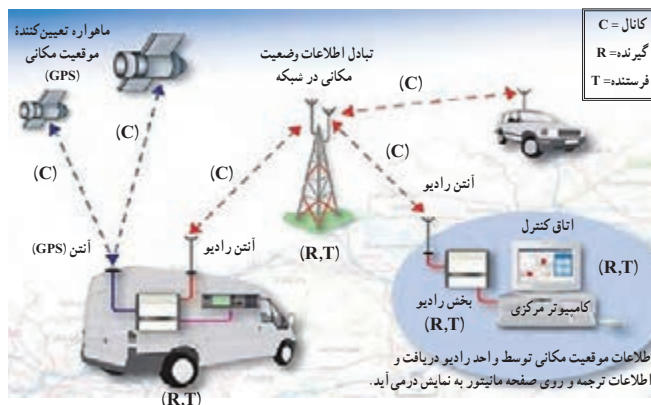 کانال = C
گیرنده = R
فرستنده = T
ماهواره تعیین‌کنندهٔ
موقعیت مکانی
(GPS)
تبادل اطلاعات وضعیت
مکانی در شبکه
(C)
(C)
(C)
(C)
(C)
آنتن (GPS)
آنتن رادیو
(R,T)
آنتن رادیو
اتاق کنترل
(R,T)
بخش رادیو
(R,T)
کامپیوتر مرکزی
(R,T)
طلاعات موقعیت مکانی توسط واحد رادیو دریافت و
اطلاعات ترجمه و روی صفحه مانیتور به نمایش درمی‌آید.